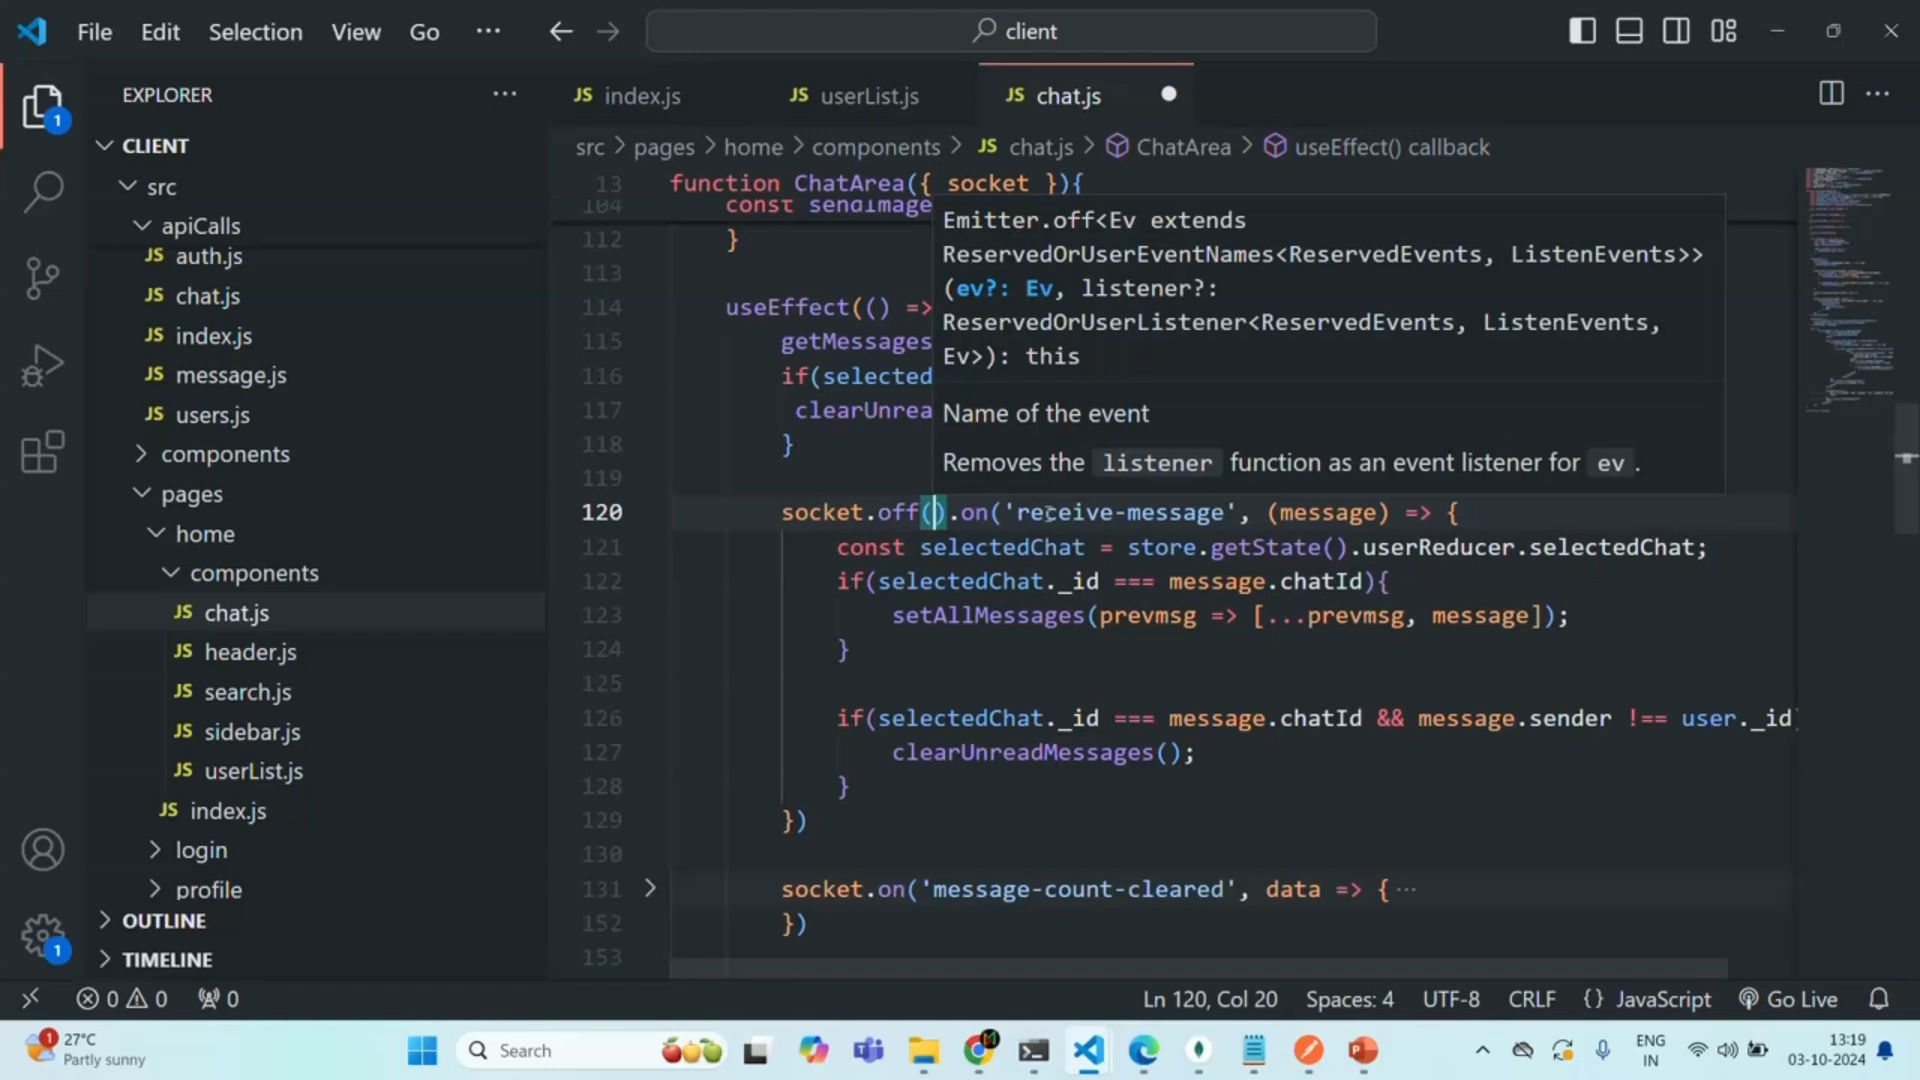 File Edit Selection View Go ··· client
EXPLORER ···
CLIENT
src
apiCalls
JS auth.js
JS chat.js
JS index.js
JS message.js
JS users.js
components
pages
home
components
JS chat.js
JS header.js
JS search.js
JS sidebar.js
JS userList.js
JS index.js
login
profile
OUTLINE
TIMELINE
1
1
JS index.js JS userList.js JS chat.js
src > pages > home > components > JS chat.js > ChatArea > useEffect() callback
13 function ChatArea({ socket }){
104 const sendImage
112 }
113
114 useEffect(() =>
115 getMessages
116 if(selected
117 clearUnrea
118 }
119
Emitter.off<Ev extends
ReservedOrUserEventNames<ReservedEvents, ListenEvents>>
(ev?: Ev, listener?:
ReservedOrUserListener<ReservedEvents, ListenEvents,
Ev>): this
Name of the event
Removes the listener function as an event listener for ev.
120 socket.off().on('receive-message', (message) => {
121 const selectedChat = store.getState().userReducer.selectedChat;
122 if(selectedChat._id === message.chatId){
123 setAllMessages(prevmsg => [...prevmsg, message]);
124 }
125
126 if(selectedChat._id === message.chatId && message.sender !== user._id)
127 clearUnreadMessages();
128 }
129 })
130
131 socket.on('message-count-cleared', data => {···
152 })
153
0 0 0 Ln 120, Col 20 Spaces: 4 UTF-8 CRLF {} JavaScript Go Live
1 27°C
Partly sunny
Search
ENG
IN
13:19
03-10-2024